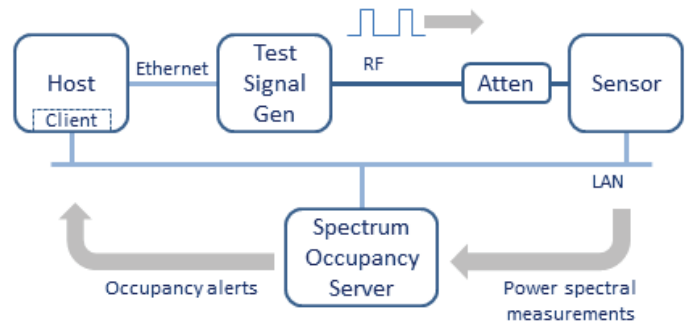 Host
Client
Ethernet
Test
Signal
Gen
RF
Atten
Sensor
LAN
Spectrum
Occupancy
Server
Occupancy alerts
Power spectral
measurements